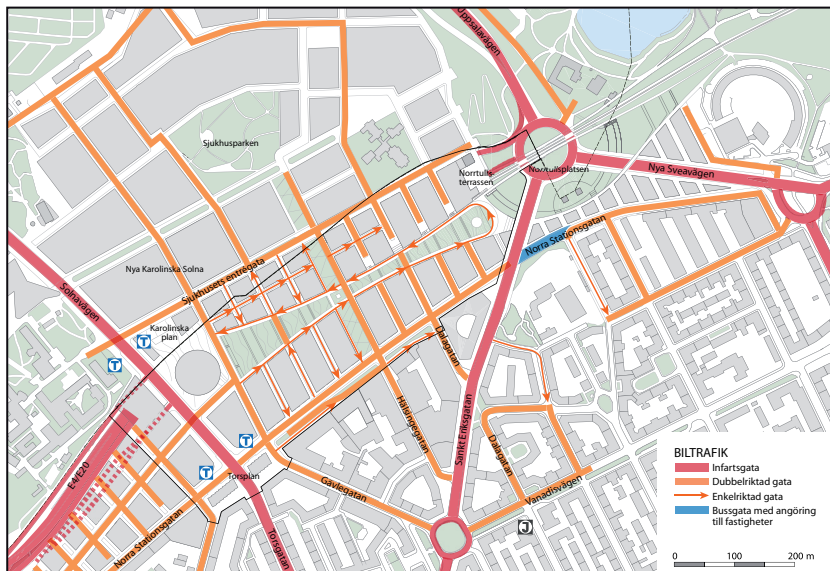 Uppsalavägen
Sjukhusparken
Norrtulls-
terrassen
Norrtullsplatsen
Nya Sveavägen
Norra Stationsgatan
Nya Karolinska Solna
Sjukhusets entrégata
Solnavägen
Karolinska
plan
T
T
T
T
Dalagatan
Hälsingegatan
Sankt Eriksgatan
Dalagatan
E4/E20
Torsplan
Gävlegatan
Vanadisvägen
Norra Stationsgatan
Torsgatan
J
BILTRAFIK
Infartsgata
Dubbelriktad gata
Enkelriktad gata
Bussgata med angöring
till fastigheter
0 100 200 m